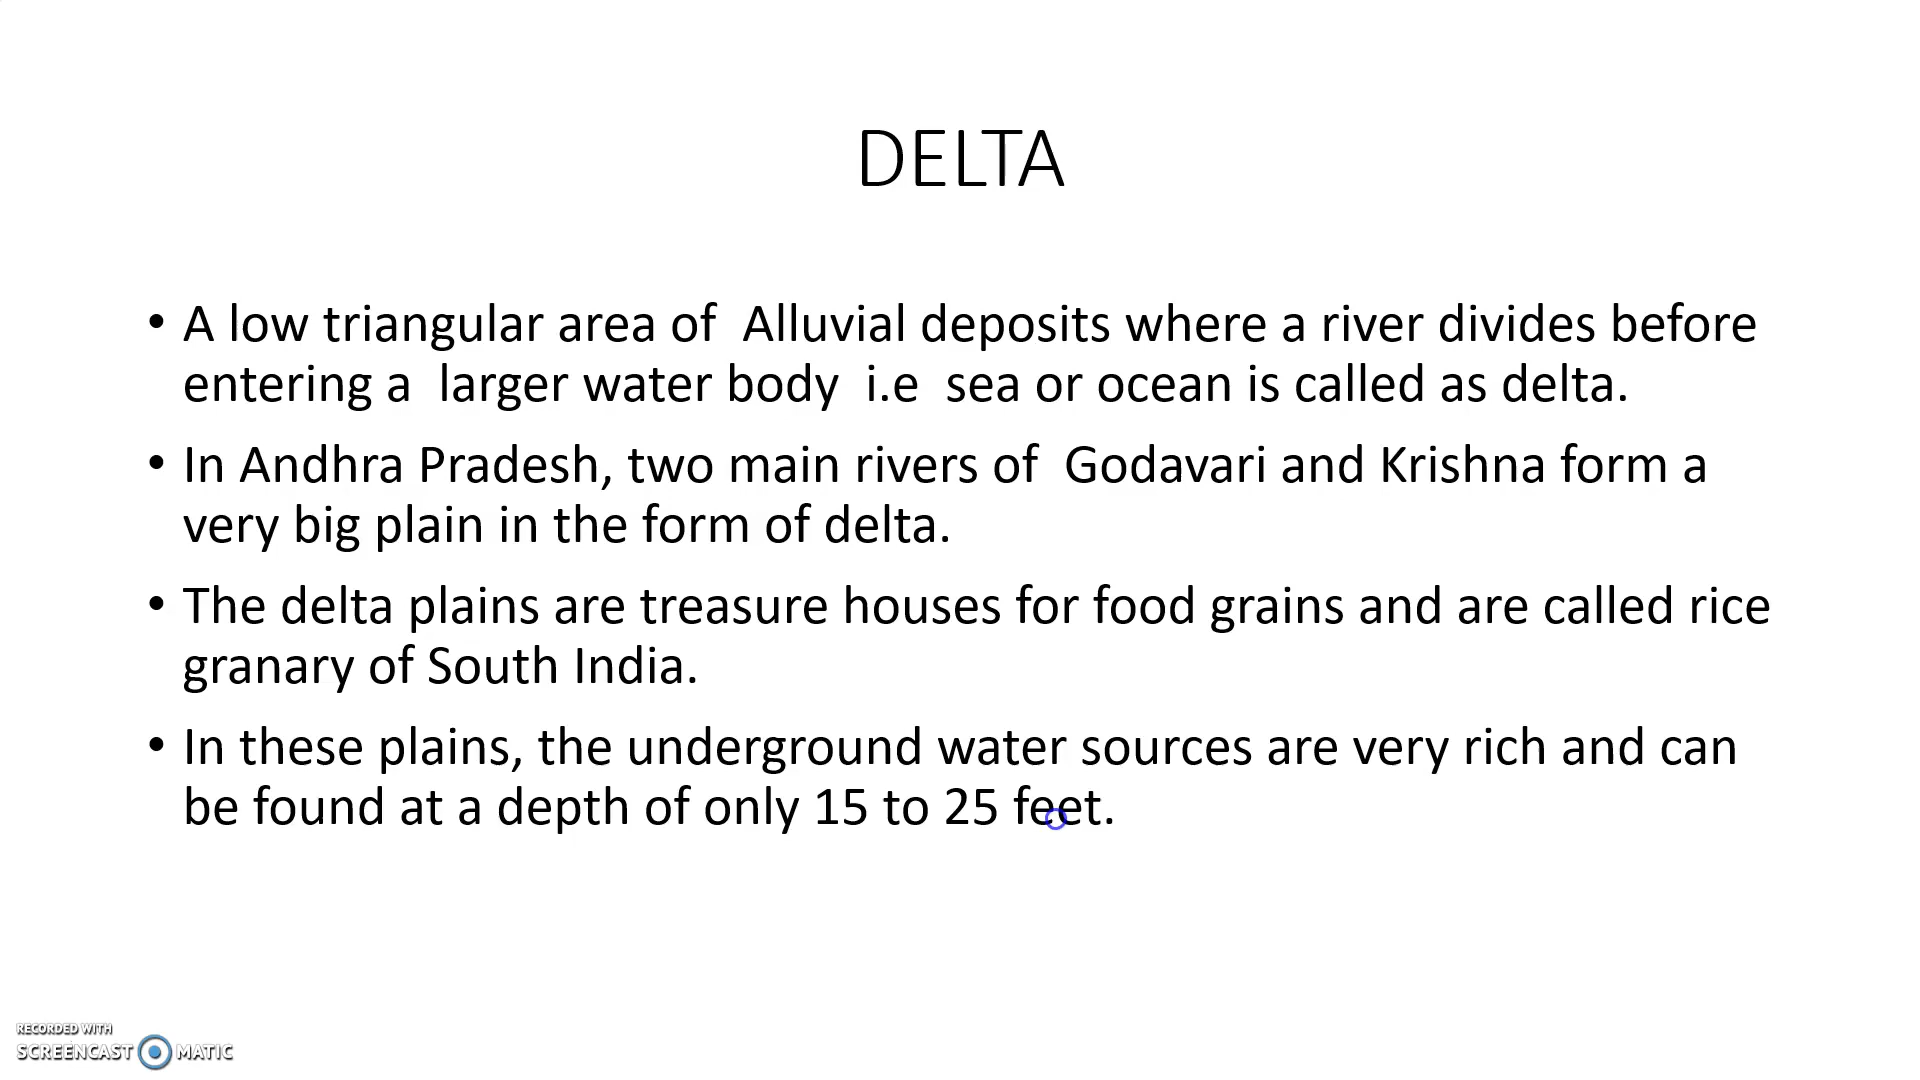 DELTA
• A low triangular area of  Alluvial deposits where a river divides before
entering a  larger water body  i.e  sea or ocean is called as delta.
• In Andhra Pradesh, two main rivers of  Godavari and Krishna form a
very big plain in the form of delta.
• The delta plains are treasure houses for food grains and are called rice
granary of South India.
• In these plains, the underground water sources are very rich and can
be found at a depth of only 15 to 25 feet.
RECORDED WITH
SCREENCAST MATIC